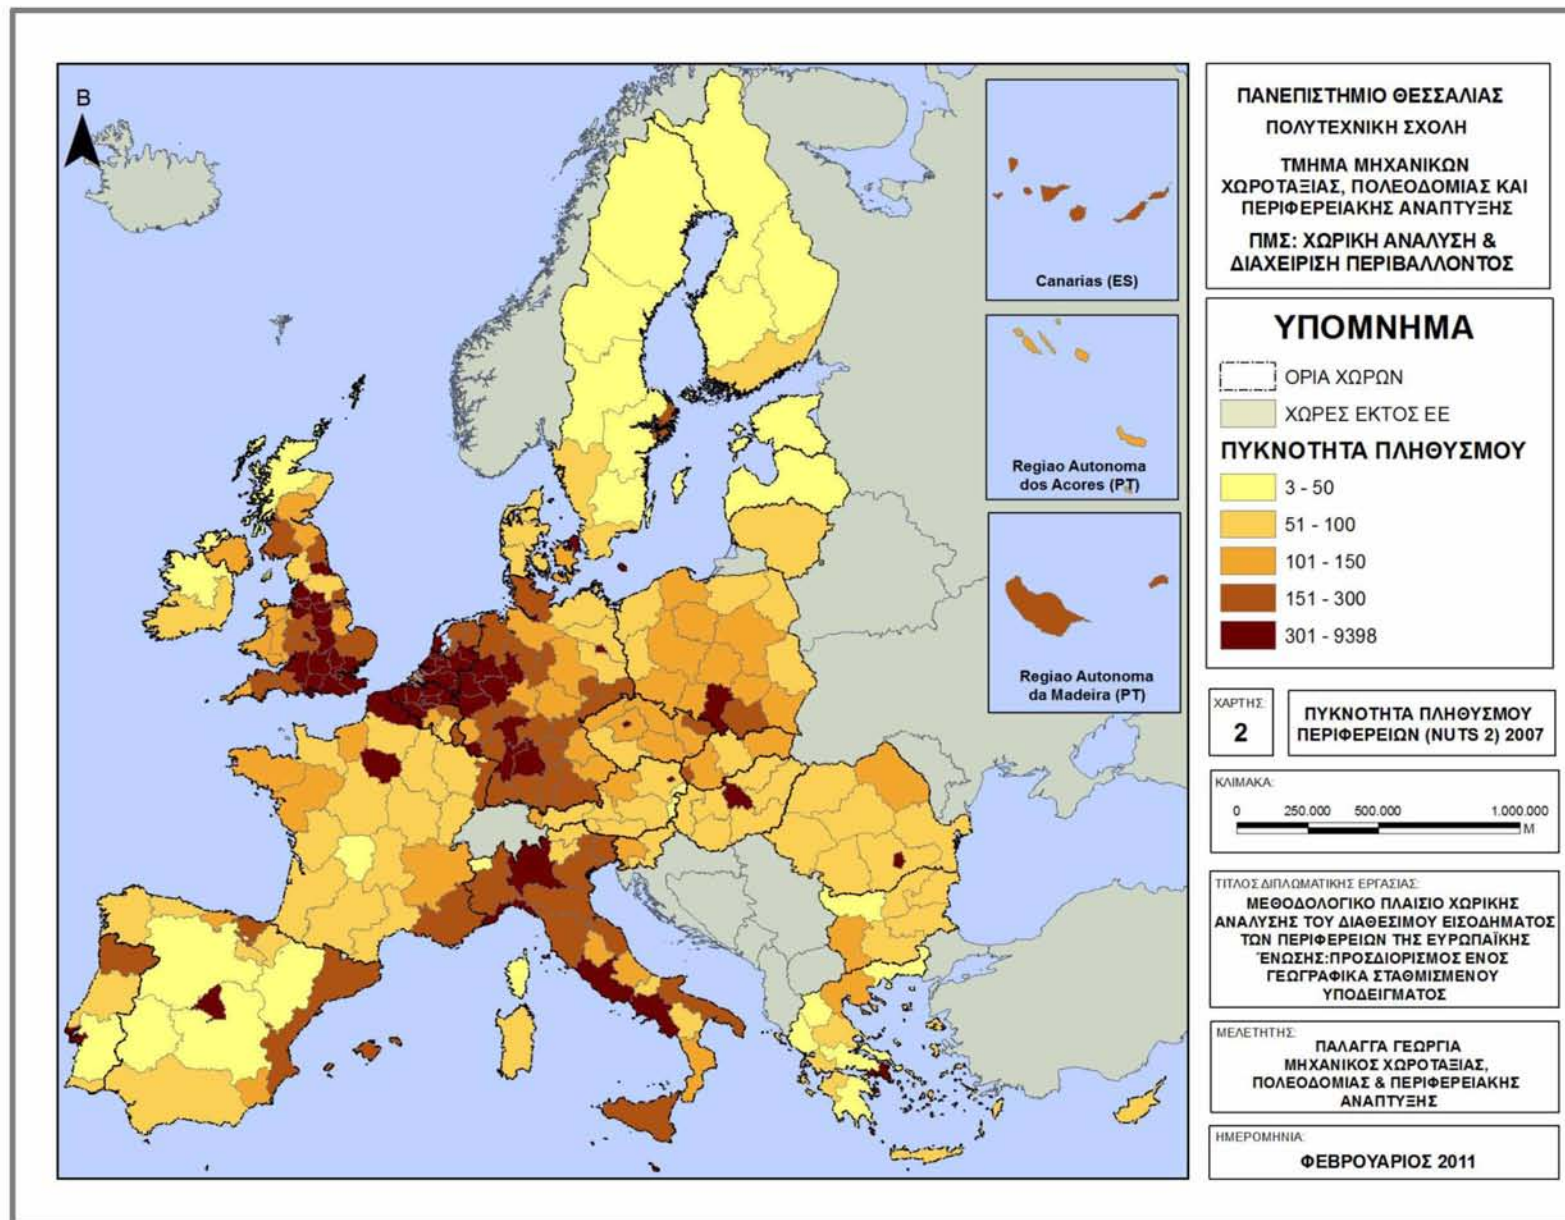 B
Canarias (ES)
Regiao Autonoma
dos Acores (PT)
Regiao Autonoma
da Madeira (PT)
ΠΑΝΕΠΙΣΤΗΜΙΟ ΘΕΣΣΑΛΙΑΣ
ΠΟΛΥΤΕΧΝΙΚΗ ΣΧΟΛΗ
ΤΜΗΜΑ ΜΗΧΑΝΙΚΩΝ
ΧΩΡΟΤΑΞΙΑΣ, ΠΟΛΕΟΔΟΜΙΑΣ ΚΑΙ
ΠΕΡΙΦΕΡΕΙΑΚΗΣ ΑΝΑΠΤΥΞΗΣ
ΠΜΣ: ΧΩΡΙΚΗ ΑΝΑΛΥΣΗ &
ΔΙΑΧΕΙΡΙΣΗ ΠΕΡΙΒΑΛΛΟΝΤΟΣ
ΥΠΟΜΝΗΜΑ
ΟΡΙΑ ΧΩΡΩΝ
ΧΩΡΕΣ ΕΚΤΟΣ ΕΕ
ΠΥΚΝΟΤΗΤΑ ΠΛΗΘΥΣΜΟΥ
3 - 50
51 - 100
101 - 150
151 - 300
301 - 9398
ΧΑΡΤΗΣ:
2
ΠΥΚΝΟΤΗΤΑ ΠΛΗΘΥΣΜΟΥ
ΠΕΡΙΦΕΡΕΙΩΝ (NUTS 2) 2007
ΚΛΙΜΑΚΑ:
0 250.000 500.000 1.000.000
M
ΤΙΤΛΟΣ ΔΙΠΛΩΜΑΤΙΚΗΣ ΕΡΓΑΣΙΑΣ:
ΜΕΘΟΔΟΛΟΓΙΚΟ ΠΛΑΙΣΙΟ ΧΩΡΙΚΗΣ
ΑΝΑΛΥΣΗΣ ΤΟΥ ΔΙΑΘΕΣΙΜΟΥ ΕΙΣΟΔΗΜΑΤΟΣ
ΤΩΝ ΠΕΡΙΦΕΡΕΙΩΝ ΤΗΣ ΕΥΡΩΠΑΪΚΗΣ
ΈΝΩΣΗΣ:ΠΡΟΣΔΙΟΡΙΣΜΟΣ ΕΝΟΣ
ΓΕΩΓΡΑΦΙΚΑ ΣΤΑΘΜΙΣΜΕΝΟΥ
ΥΠΟΔΕΙΓΜΑΤΟΣ
ΜΕΛΕΤΗΤΗΣ:
ΠΑΛΑΓΓΑ ΓΕΩΡΓΙΑ
ΜΗΧΑΝΙΚΟΣ ΧΩΡΟΤΑΞΙΑΣ,
ΠΟΛΕΟΔΟΜΙΑΣ & ΠΕΡΙΦΕΡΕΙΑΚΗΣ
ΑΝΑΠΤΥΞΗΣ
ΗΜΕΡΟΜΗΝΙΑ:
ΦΕΒΡΟΥΑΡΙΟΣ 2011